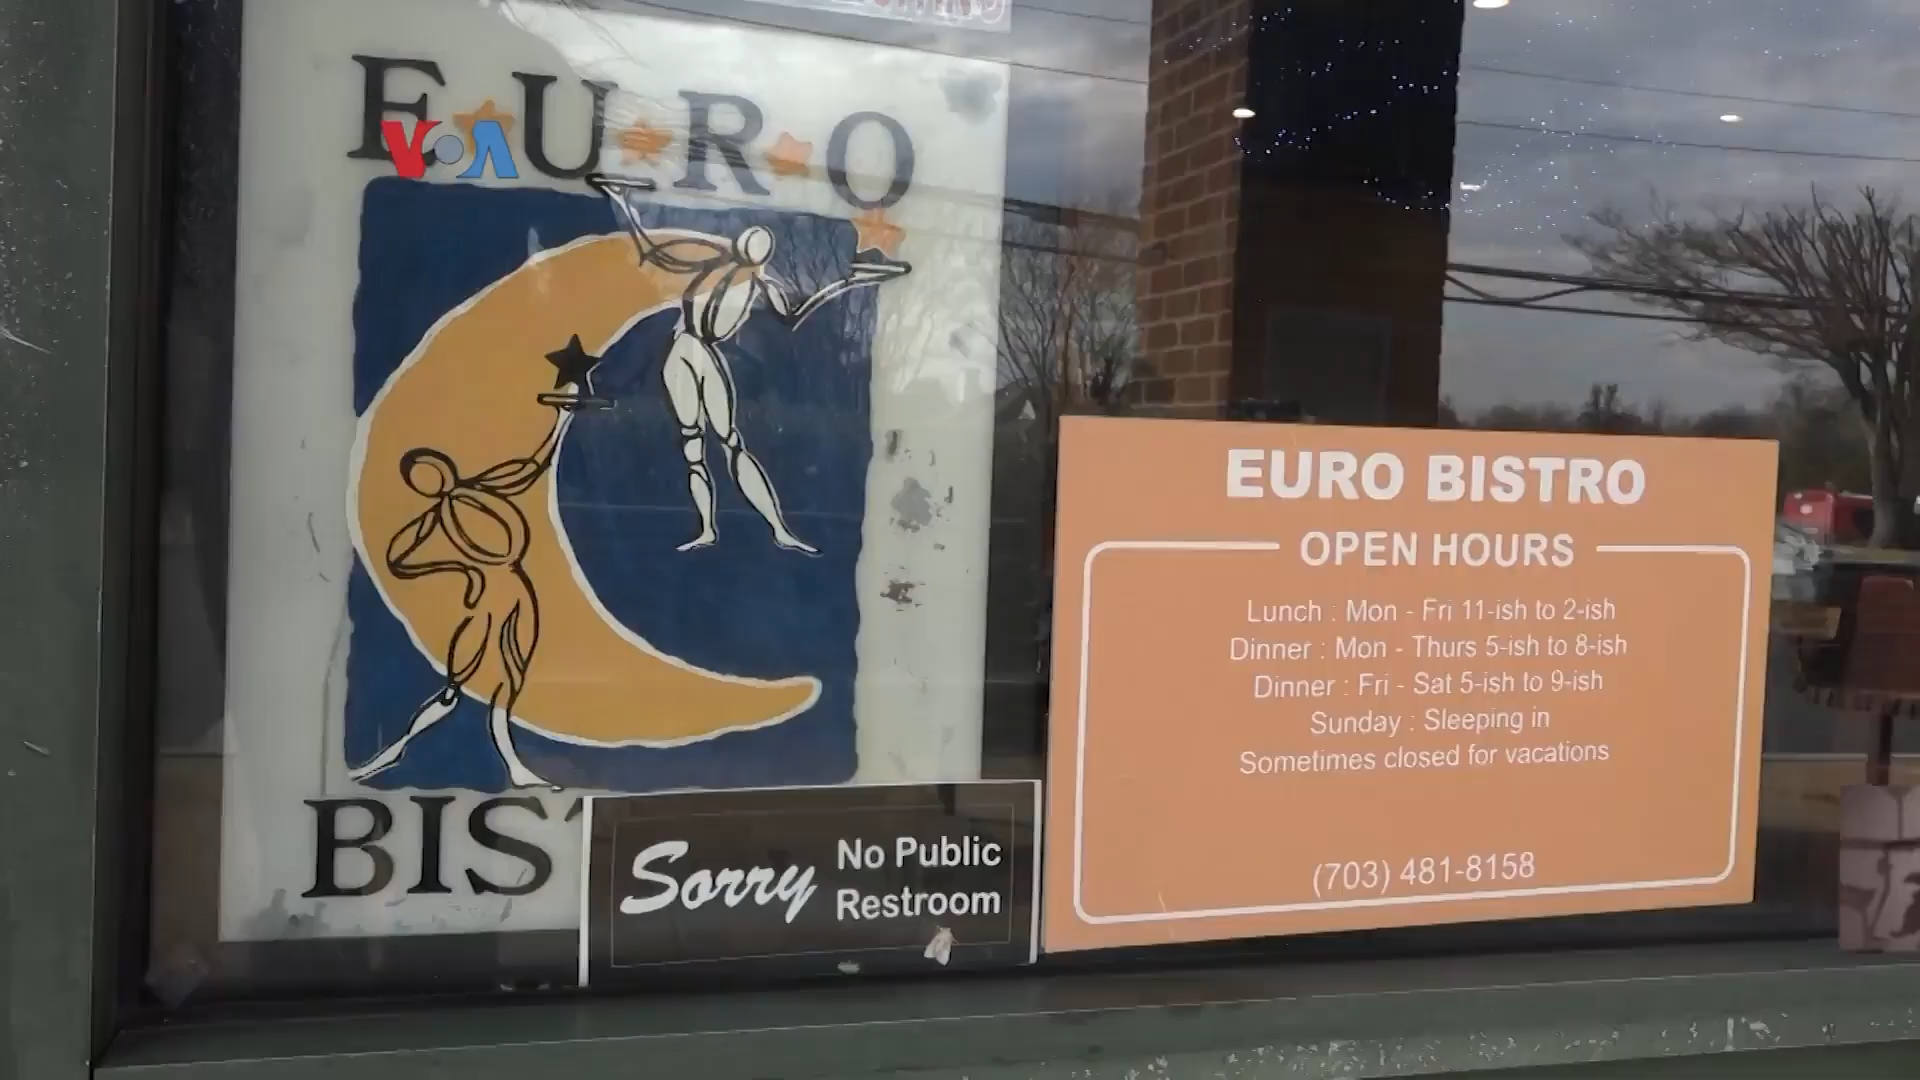 EURO
VOA
BIS
Sorry
No Public
Restroom
EURO BISTRO
OPEN HOURS
Lunch : Mon - Fri 11-ish to 2-ish
Dinner : Mon - Thurs 5-ish to 8-ish
Dinner : Fri - Sat 5-ish to 9-ish
Sunday : Sleeping in
Sometimes closed for vacations
(703) 481-8158